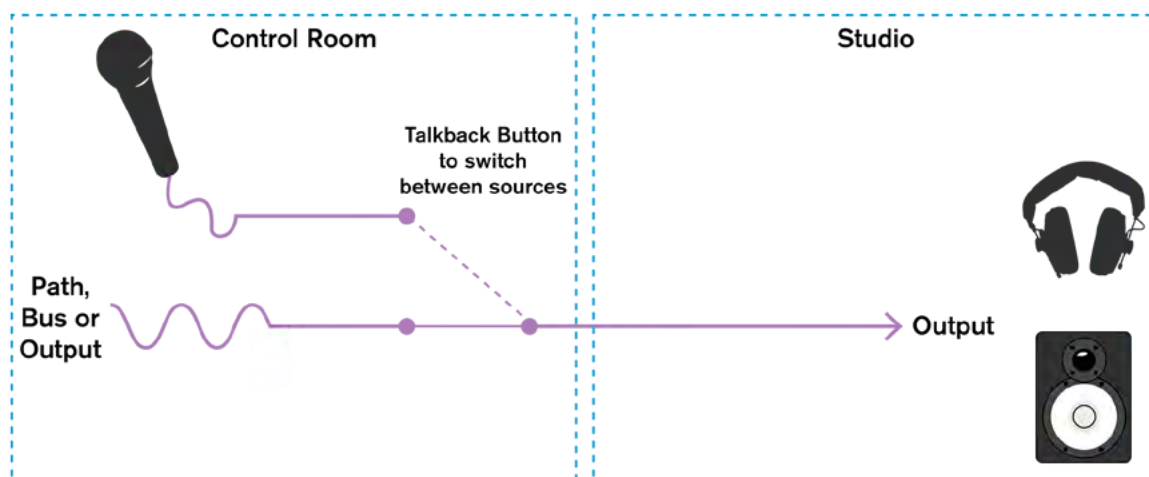 Control Room
Studio
Talkback Button
to switch
between sources
Path,
Bus or
Output
Output